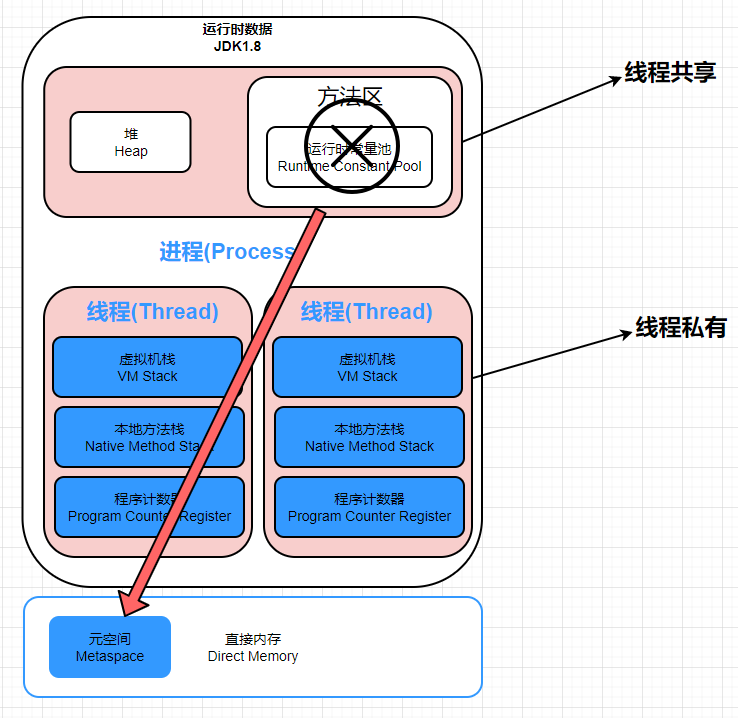 运行时数据
JDK1.8
线程共享
方法区
堆
Heap
运行时常量池
Runtime Constant Pool
进程(Process
线程(Thread)
线程(Thread)
线程私有
虚拟机栈
VM Stack
虚拟机栈
VM Stack
本地方法栈
Native Method Stack
本地方法栈
Native Method Stack
程序计数器
Program Counter Register
程序计数器
Program Counter Register
元空间
Metaspace
直接内存
Direct Memory